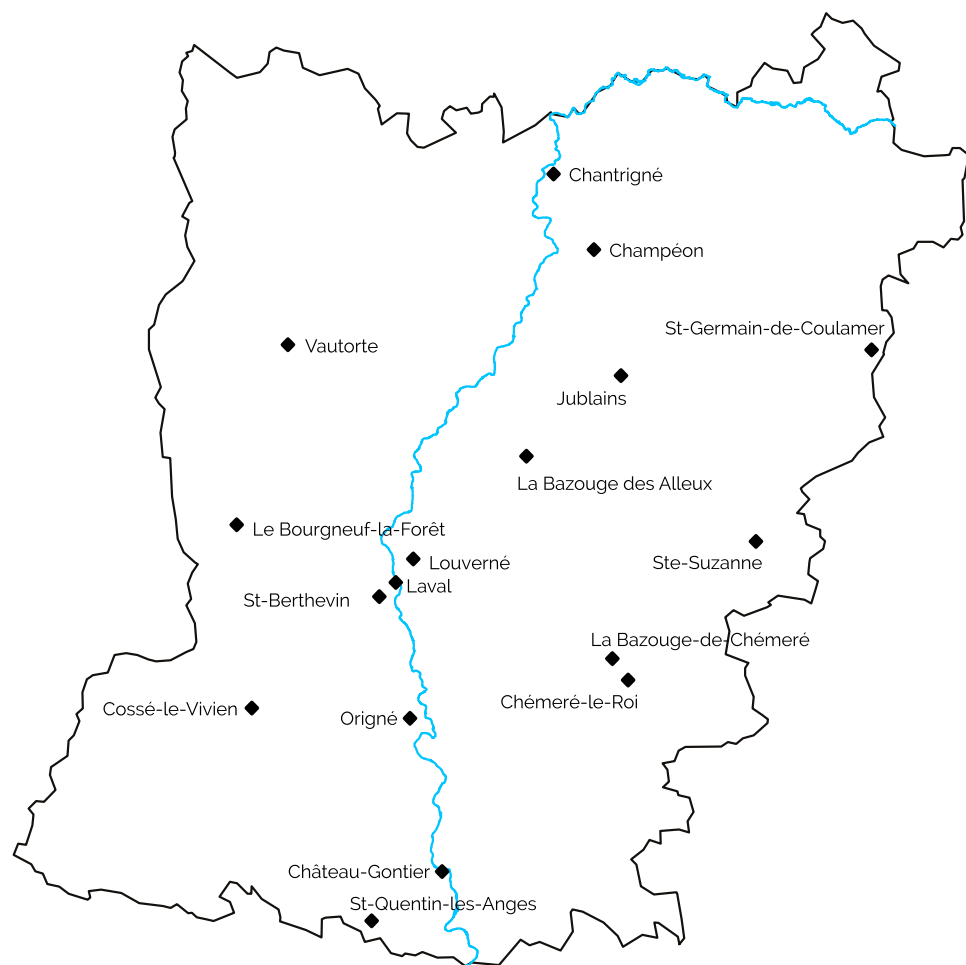 Chantrigné
Champéon
St-Germain-de-Coulamer
Vautorte
Jublains
La Bazouge des Alleux
Le Bourgneuf-la-Forêt
Louverné
Ste-Suzanne
Laval
St-Berthevin
La Bazouge-de-Chémeré
Chémeré-le-Roi
Cossé-le-Vivien
Origné
Château-Gontier
St-Quentin-les-Anges